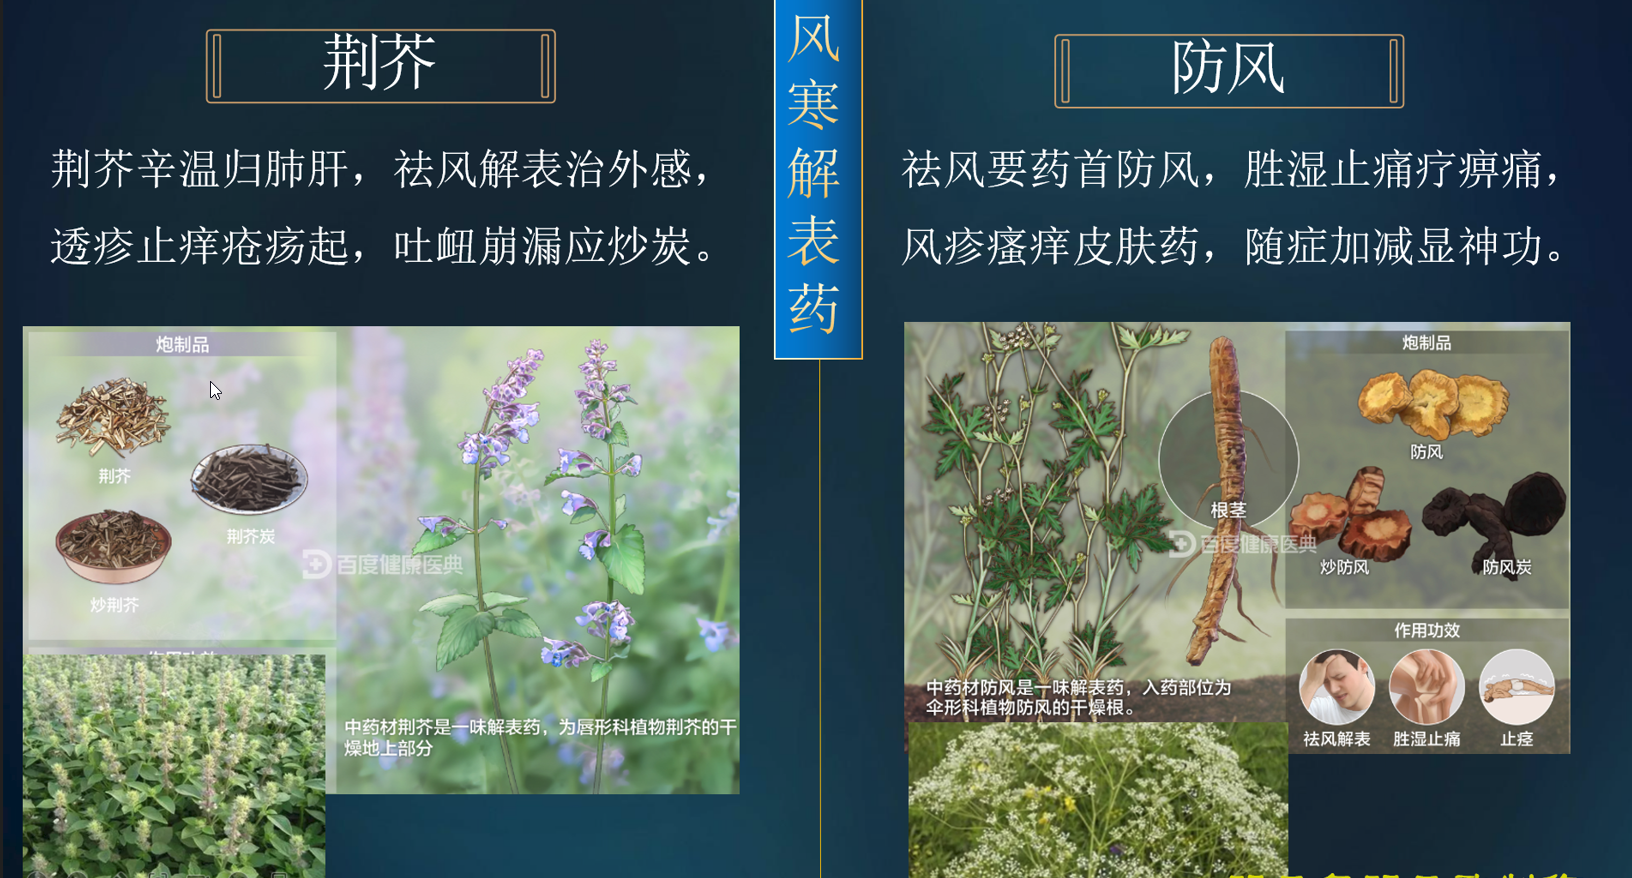 风寒解表药
荆芥
荆芥辛温归肺肝，祛风解表治外感，
透疹止痒疮疡起，吐衄崩漏应炒炭。
炮制品
荆芥
荆芥炭
炒荆芥
百度健康医典
中药材荆芥是一味解表药，为唇形科植物荆芥的干
燥地上部分
防风
祛风要药首防风，胜湿止痛疗痹痛，
风疹瘙痒皮肤药，随症加减显神功。
根茎
百度健康医典
中药材防风是一味解表药，入药部位为
伞形科植物防风的干燥根。
炮制品
防风
炒防风
防风炭
作用功效
祛风解表
胜湿止痛
止痉